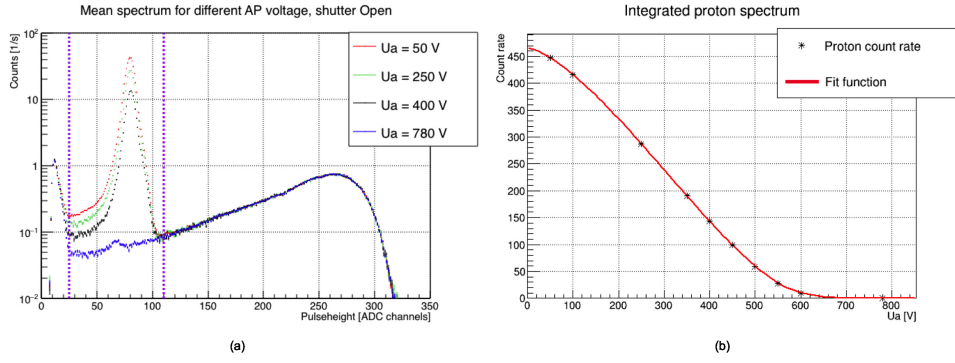 Mean spectrum for different AP voltage, shutter Open
Counts [1/s]
10²
10
1
10⁻¹
10⁻²
0 50 100 150 200 250 300 350
Pulseheight [ADC channels]
Ua = 50 V
Ua = 250 V
Ua = 400 V
Ua = 780 V
(a)
Integrated proton spectrum
Count rate
450
400
350
300
250
200
150
100
50
0
0 100 200 300 400 500 600 700 800
Ua [V]
Proton count rate
Fit function
(b)